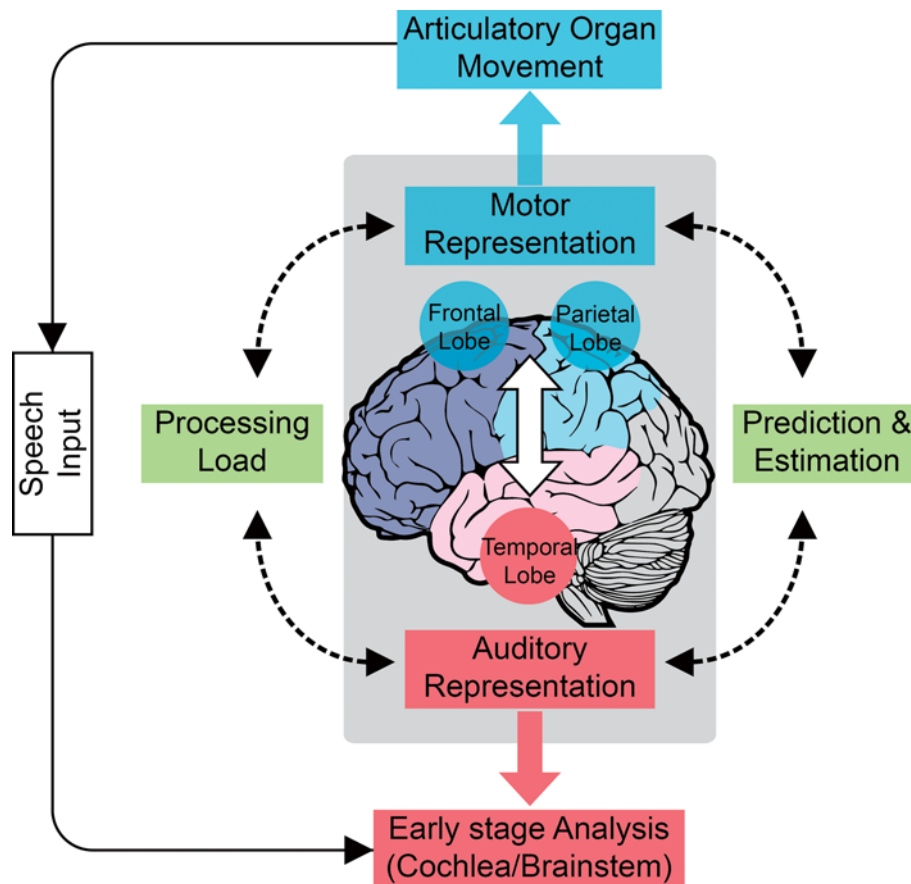 Articulatory Organ
Movement
Motor
Representation
Frontal
Lobe
Parietal
Lobe
Speech
Input
Processing
Load
Prediction &
Estimation
Temporal
Lobe
Auditory
Representation
Early stage Analysis
(Cochlea/Brainstem)